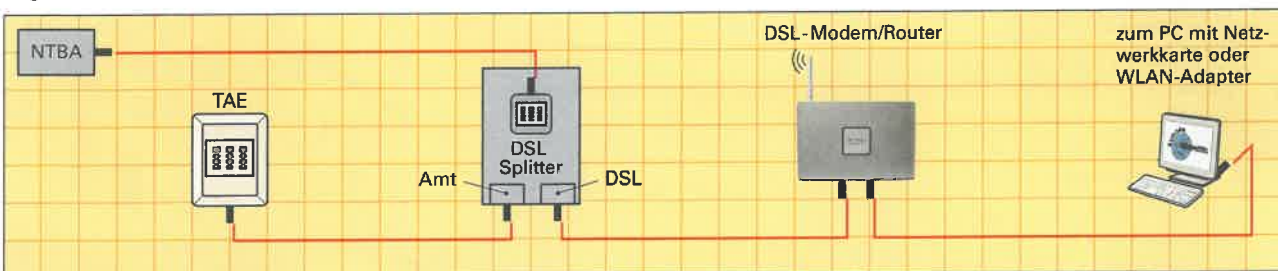 NTBA
TAE
DSL
Splitter
Amt
DSL
DSL-Modem/Router
zum PC mit Netz-
werkkarte oder
WLAN-Adapter